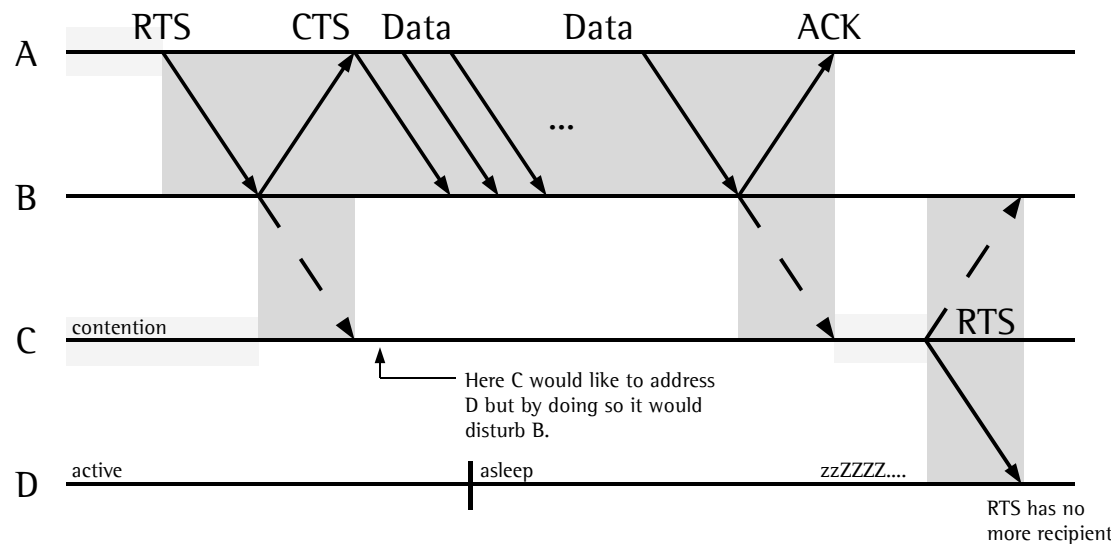 RTS CTS Data Data ACK
A
...
B
contention
C
RTS
Here C would like to address
D but by doing so it would
disturb B.
active asleep zzZZZZ....
D
RTS has no
more recipient